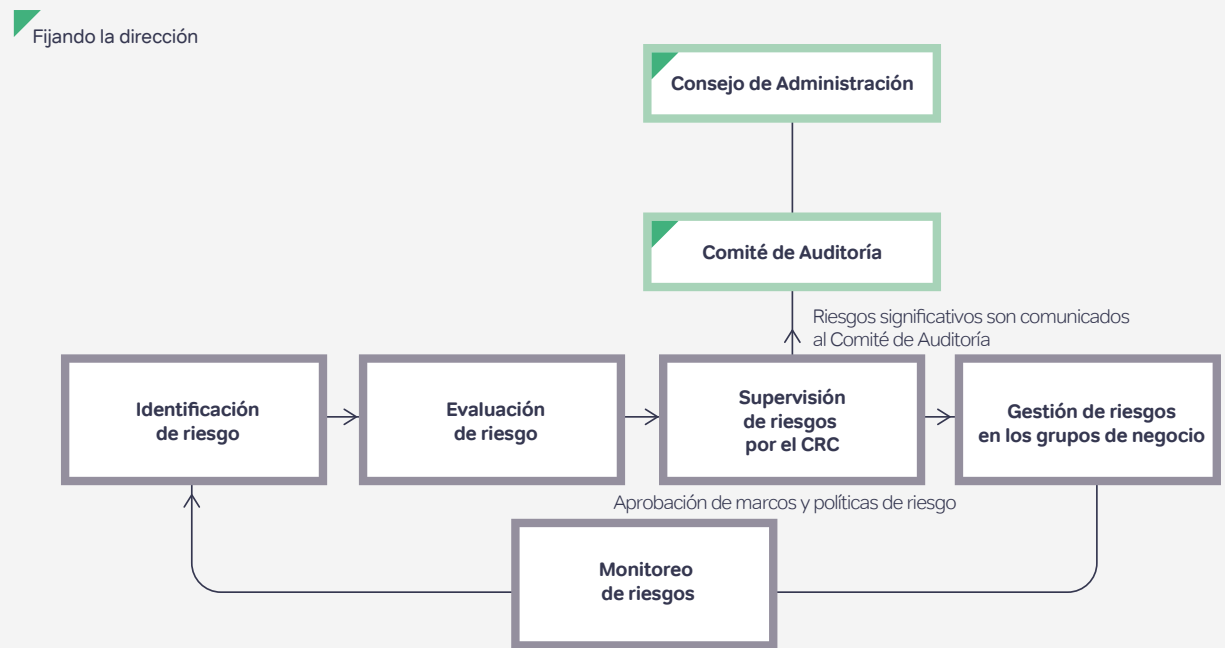 Fijando la dirección
Consejo de Administración
Comité de Auditoría
Riesgos significativos son comunicados
al Comité de Auditoría
Identificación
de riesgo
Evaluación
de riesgo
Supervisión
de riesgos
por el CRC
Gestión de riesgos
en los grupos de negocio
Aprobación de marcos y políticas de riesgo
Monitoreo
de riesgos